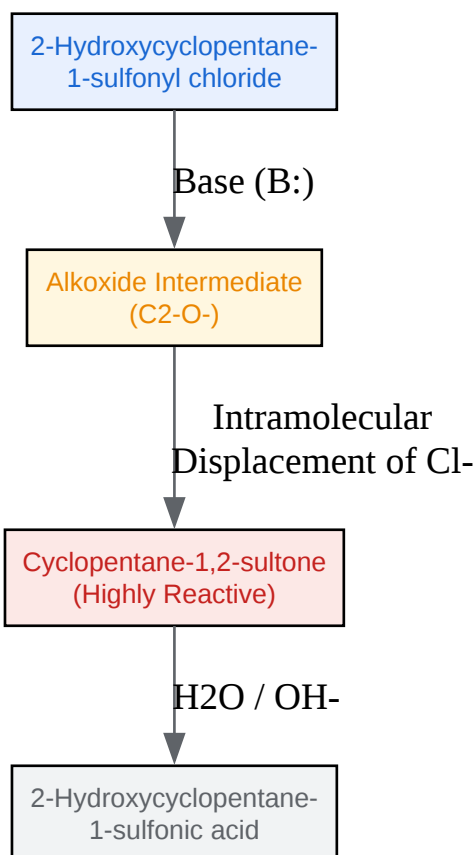 2-Hydroxycyclopentane-
1-sulfonyl chloride
Base (B:)
Alkoxide Intermediate
(C2-O-)
Intramolecular
Displacement of Cl-
Cyclopentane-1,2-sultone
(Highly Reactive)
H2O / OH-
2-Hydroxycyclopentane-
1-sulfonic acid